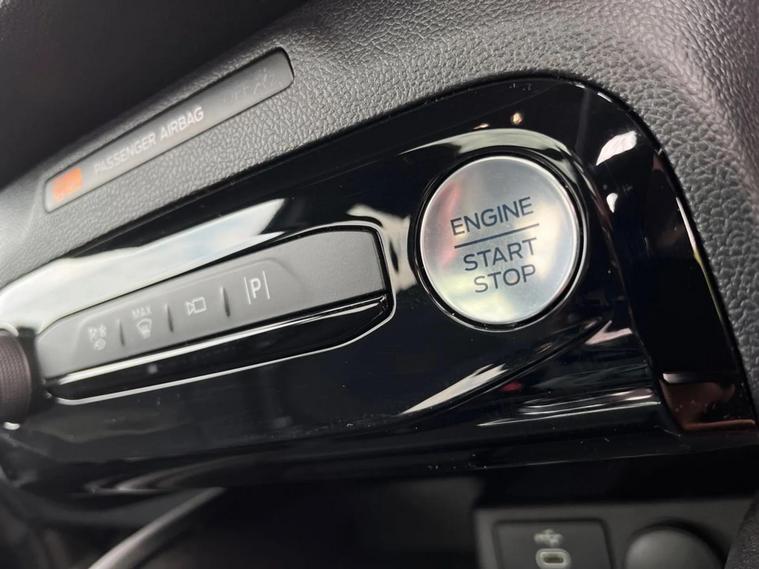 PASSENGER AIRBAG
ENGINE
START
STOP
MAX
P